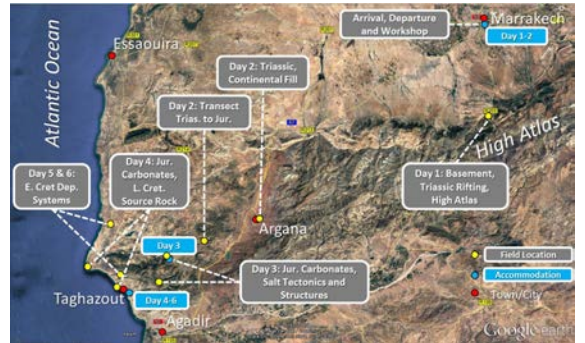 Arrival, Departure
and Workshop
Marrakech
Day 1-2
Essaouira
Atlantic Ocean
Day 2: Triassic,
Continental Fill
Day 2: Transect
Trias. to Jur.
High Atlas
Day 5 & 6:
E. Cret Dep.
Systems
Day 4: Jur.
Carbonates,
L. Cret.
Source Rock
Day 1: Basement,
Triassic Rifting,
High Atlas
Argana
Day 3
Day 3: Jur. Carbonates,
Salt Tectonics and
Structures
Field Location
Accommodation
Town/City
Taghazout
Day 4-6
Agadir
Google earth